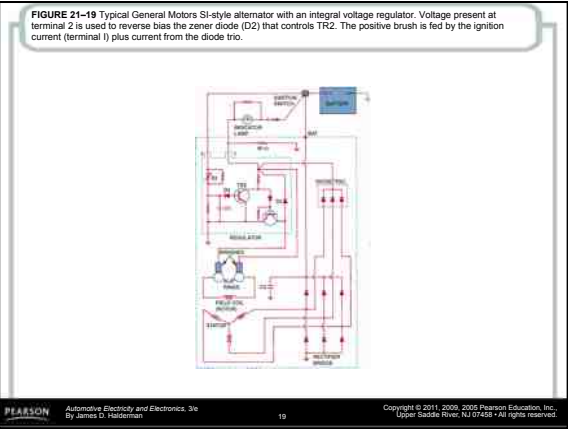 FIGURE 21–19 Typical General Motors SI-style alternator with an integral voltage regulator. Voltage present at
terminal 2 is used to reverse bias the zener diode (D2) that controls TR2. The positive brush is fed by the ignition
current (terminal I) plus current from the diode trio.
IGNITION
SWITCH
BATTERY
INDICATOR
LAMP
BAT
TR2
REGULATOR
BRUSHES
RINGS
FIELD COIL
(ROTOR)
STATOR
RECTIFIER
BRIDGE
PEARSON
Automotive Electricity and Electronics, 3/e
By James D. Halderman
19
Copyright © 2011, 2009, 2005 Pearson Education, Inc.,
Upper Saddle River, NJ 07458 • All rights reserved.